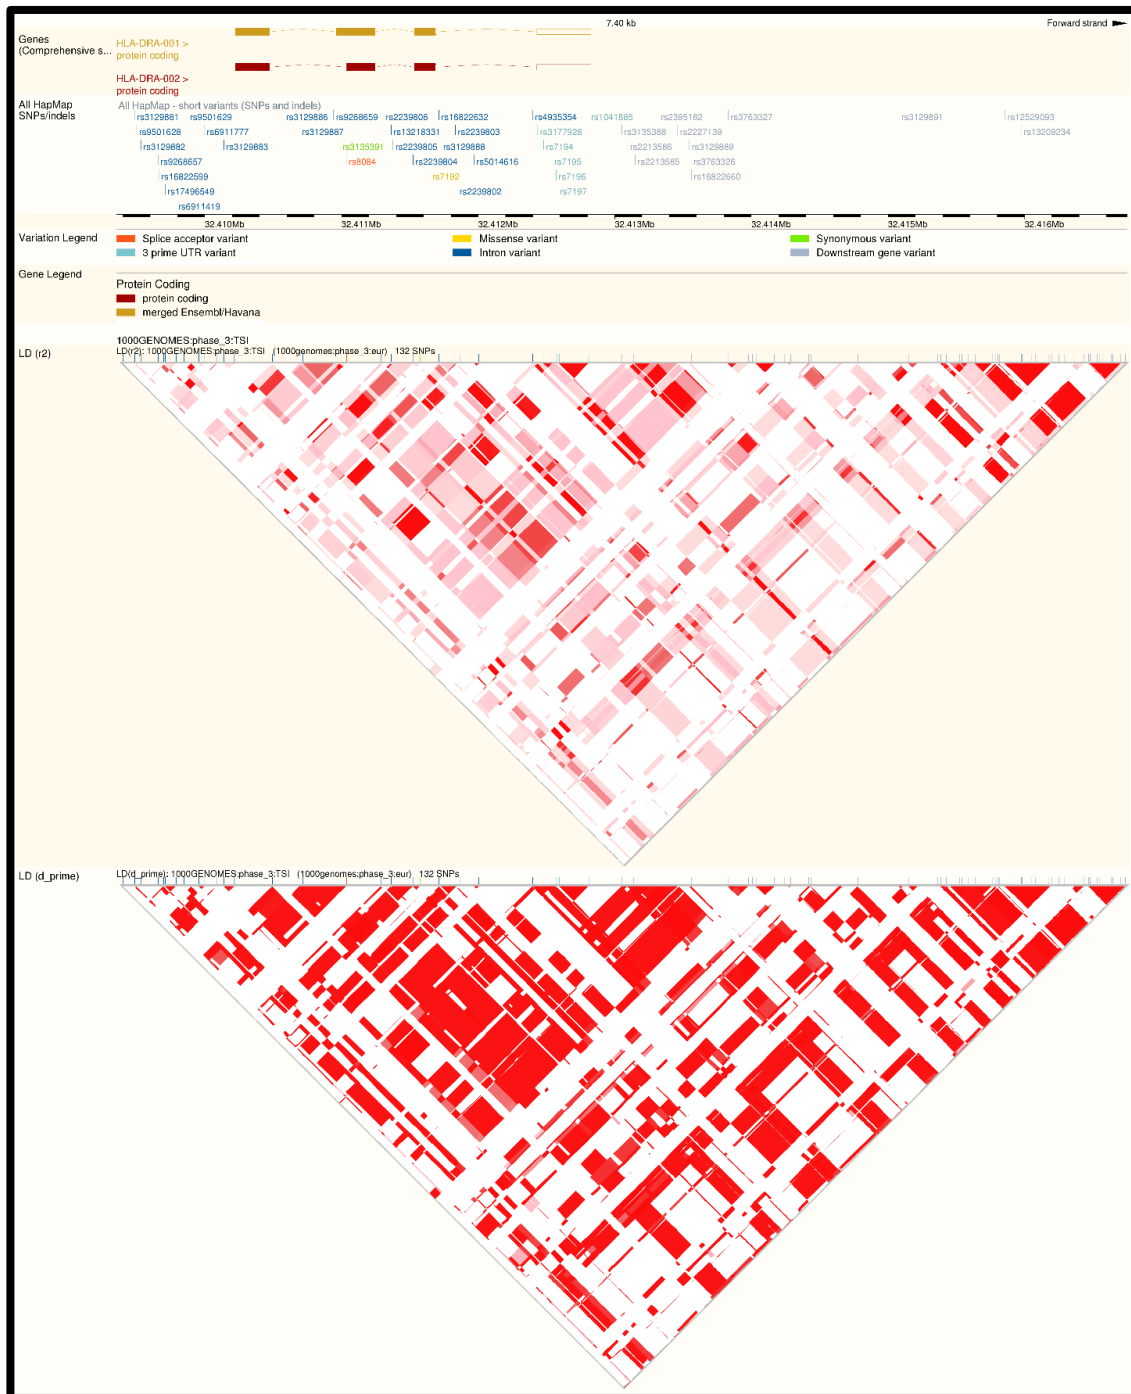 7.40 kb
Forward strand
Genes
(Comprehensive s...
HLA-DRA-001 >
protein coding
HLA-DRA-002 >
protein coding
All HapMap
SNPs/indels
All HapMap - short variants (SNPs and indels)
rs3129881 rs9501629 rs3129886 rs9268659 rs2239806 rs16822632 rs4935354 rs1041885 rs2395182 rs3763327 rs3129891 rs12529093
rs9501628 rs6911777 rs3129887 rs13218331 rs2239803 rs3177928 rs3135388 rs2227139 rs13209234
rs3129882 rs3129883 rs3135391 rs2239805 rs3129888 rs7194 rs2213586 rs3129889
rs9268657 rs8084 rs2239804 rs5014616 rs7195 rs2213585 rs3763326
rs16822599 rs7192 rs7196 rs16822660
rs17496549 rs2239802 rs7197
rs6911419
32.410Mb 32.411Mb 32.412Mb 32.413Mb 32.414Mb 32.415Mb 32.416Mb
Variation Legend
Splice acceptor variant Missense variant Synonymous variant
3 prime UTR variant Intron variant Downstream gene variant
Gene Legend
Protein Coding
protein coding
merged Ensembl/Havana
1000GENOMES:phase_3:TSI
LD (r2)
LD(r2): 1000GENOMES:phase_3:TSI (1000genomes:phase_3:eur) 132 SNPs
LD (d_prime)
LD(d_prime): 1000GENOMES:phase_3:TSI (1000genomes:phase_3:eur) 132 SNPs